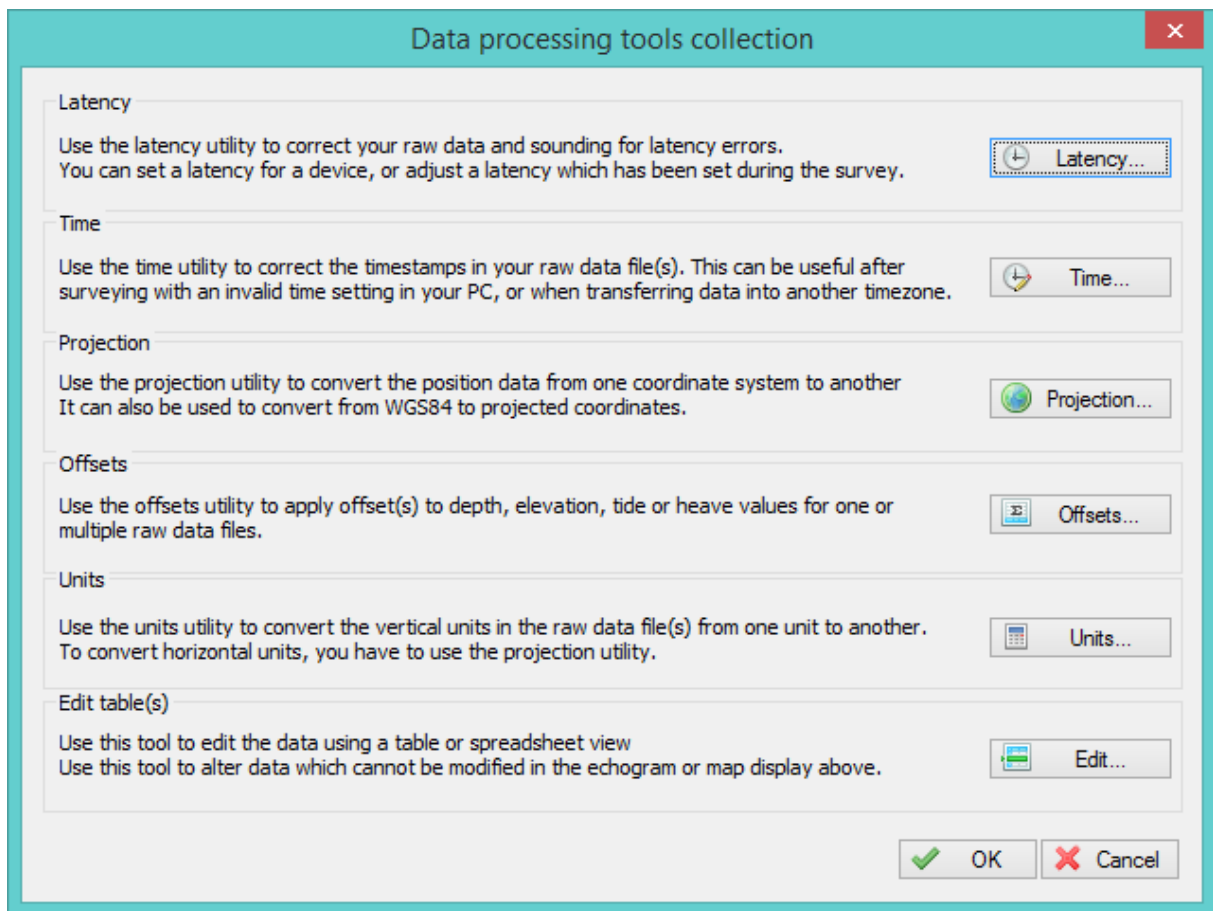 Data processing tools collection
Latency
Use the latency utility to correct your raw data and sounding for latency errors.
You can set a latency for a device, or adjust a latency which has been set during the survey.
Latency...
Time
Use the time utility to correct the timestamps in your raw data file(s). This can be useful after
surveying with an invalid time setting in your PC, or when transferring data into another timezone.
Time...
Projection
Use the projection utility to convert the position data from one coordinate system to another
It can also be used to convert from WGS84 to projected coordinates.
Projection...
Offsets
Use the offsets utility to apply offset(s) to depth, elevation, tide or heave values for one or
multiple raw data files.
Offsets...
Units
Use the units utility to convert the vertical units in the raw data file(s) from one unit to another.
To convert horizontal units, you have to use the projection utility.
Units...
Edit table(s)
Use this tool to edit the data using a table or spreadsheet view
Use this tool to alter data which cannot be modified in the echogram or map display above.
Edit...
OK
Cancel